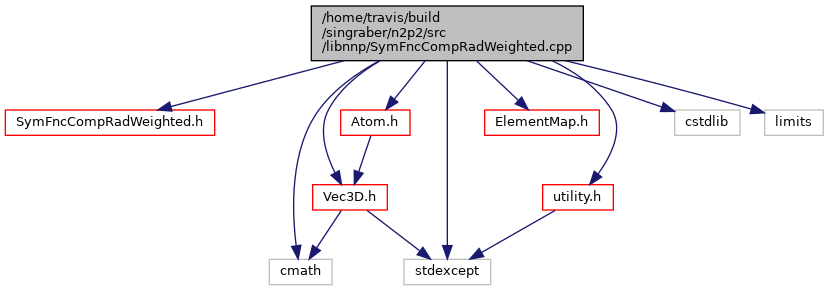 /home/travis/build
/singraber/n2p2/src
/libnnp/SymFncCompRadWeighted.cpp
SymFncCompRadWeighted.h
Atom.h
ElementMap.h
cstdlib
limits
Vec3D.h
utility.h
cmath
stdexcept